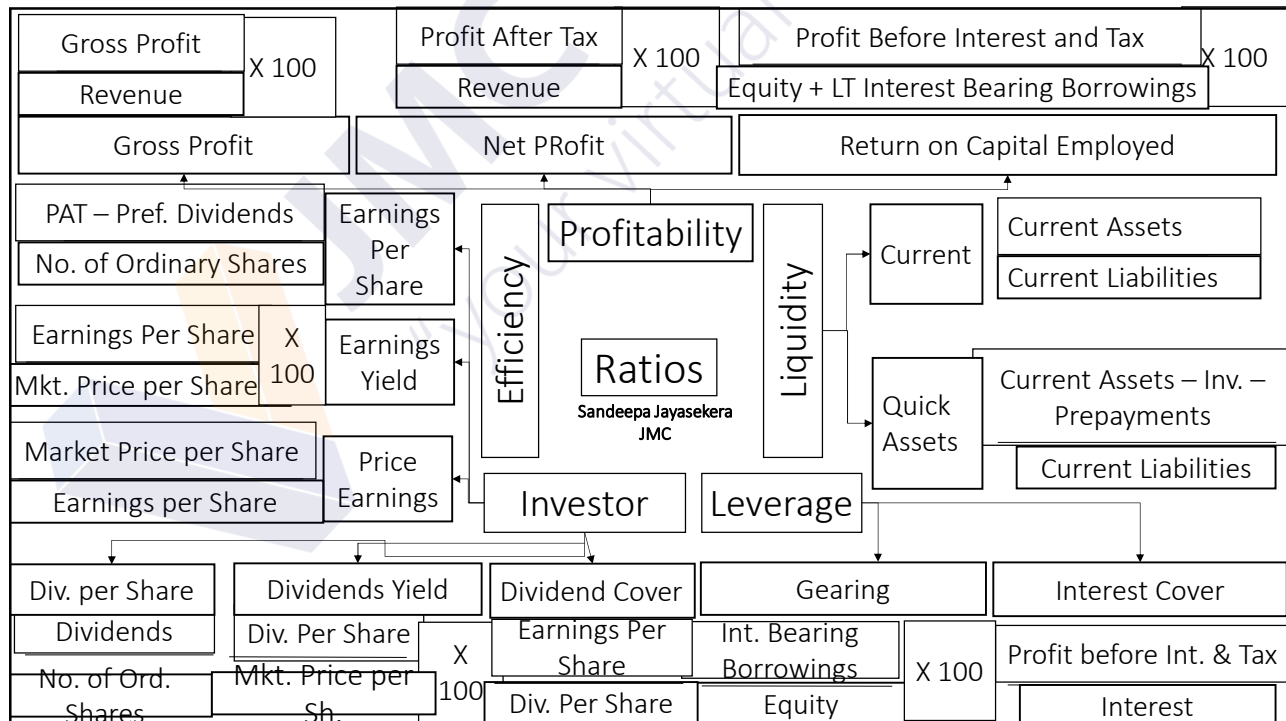 Gross Profit
Revenue
X 100
Profit After Tax
Revenue
X 100
Profit Before Interest and Tax
Equity + LT Interest Bearing Borrowings
X 100
Gross Profit
Net PRofit
Return on Capital Employed
PAT – Pref. Dividends
No. of Ordinary Shares
Earnings
Per
Share
Earnings Per Share
Mkt. Price per Share
X
100
Earnings
Yield
Market Price per Share
Earnings per Share
Price
Earnings
Efficiency
Profitability
Ratios
Sandeepa Jayasekera
JMC
Investor
Leverage
Liquidity
Current
Current Assets
Current Liabilities
Quick
Assets
Current Assets – Inv. –
Prepayments
Current Liabilities
Div. per Share
Dividends
No. of Ord.
Shares
Dividends Yield
Div. Per Share
Mkt. Price per
Sh.
X
100
Dividend Cover
Earnings Per
Share
Div. Per Share
Gearing
Int. Bearing
Borrowings
Equity
X 100
Interest Cover
Profit before Int. & Tax
Interest
JMC
"your virtual